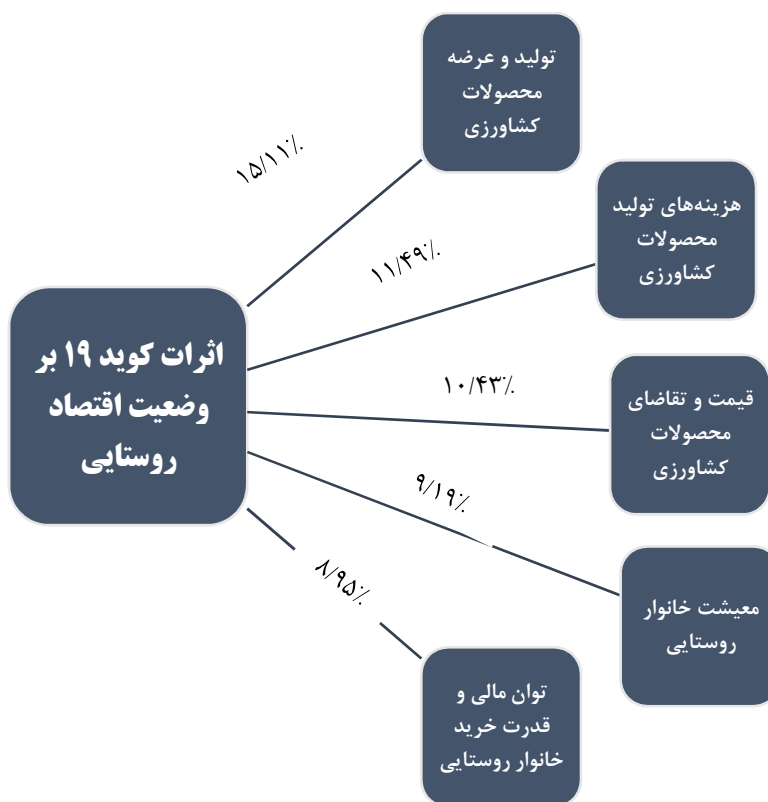 تولید و عرضه
محصولات
کشاورزی
۱۵/۱۱٪
هزینه‌های تولید
محصولات
کشاورزی
۱۱/۴۹٪
اثرات کوید ۱۹ بر
وضعیت اقتصاد
روستایی
قیمت و تقاضای
محصولات
کشاورزی
۱۰/۴۳٪
معیشت خانوار
روستایی
۹/۱۹٪
توان مالی و
قدرت خرید
خانوار روستایی
۸/۹۵٪